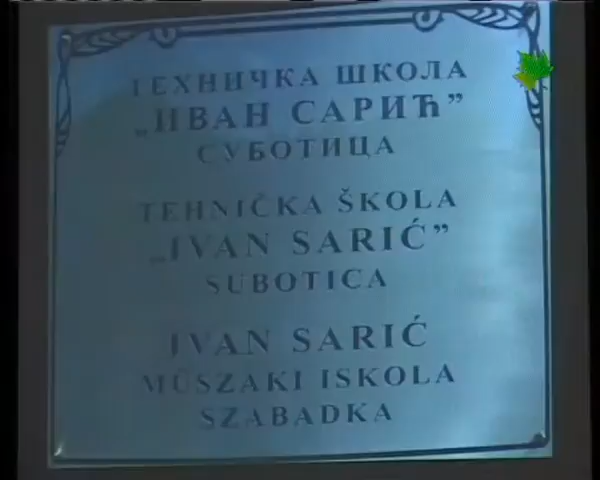 ТЕХНИЧКА ШКОЛА
„ИВАН САРИЋ”
СУБОТИЦА
TEHNIČKA ŠKOLA
„IVAN SARIĆ”
SUBOTICA
IVAN SARIĆ
MŰSZAKI ISKOLA
SZABADKA